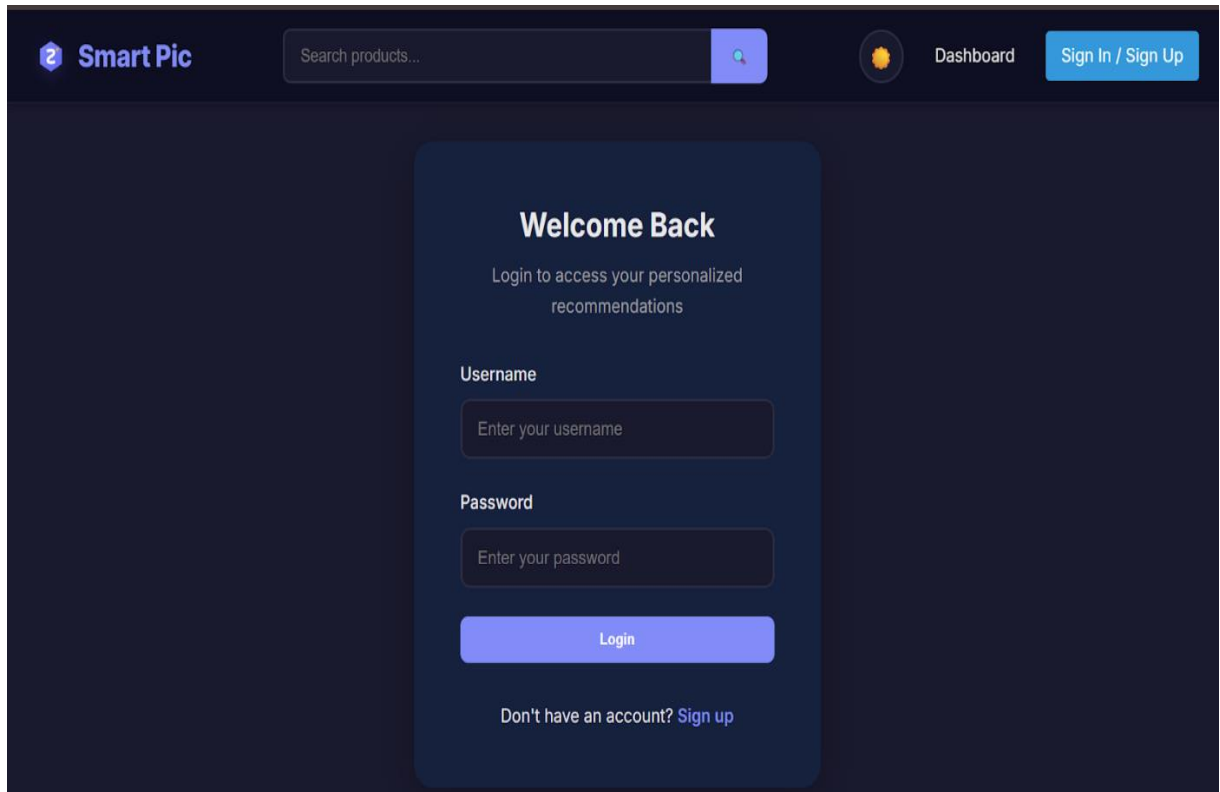 Smart Pic
Search products...
Dashboard
Sign In / Sign Up
Welcome Back
Login to access your personalized
recommendations
Username
Enter your username
Password
Enter your password
Login
Don't have an account? Sign up